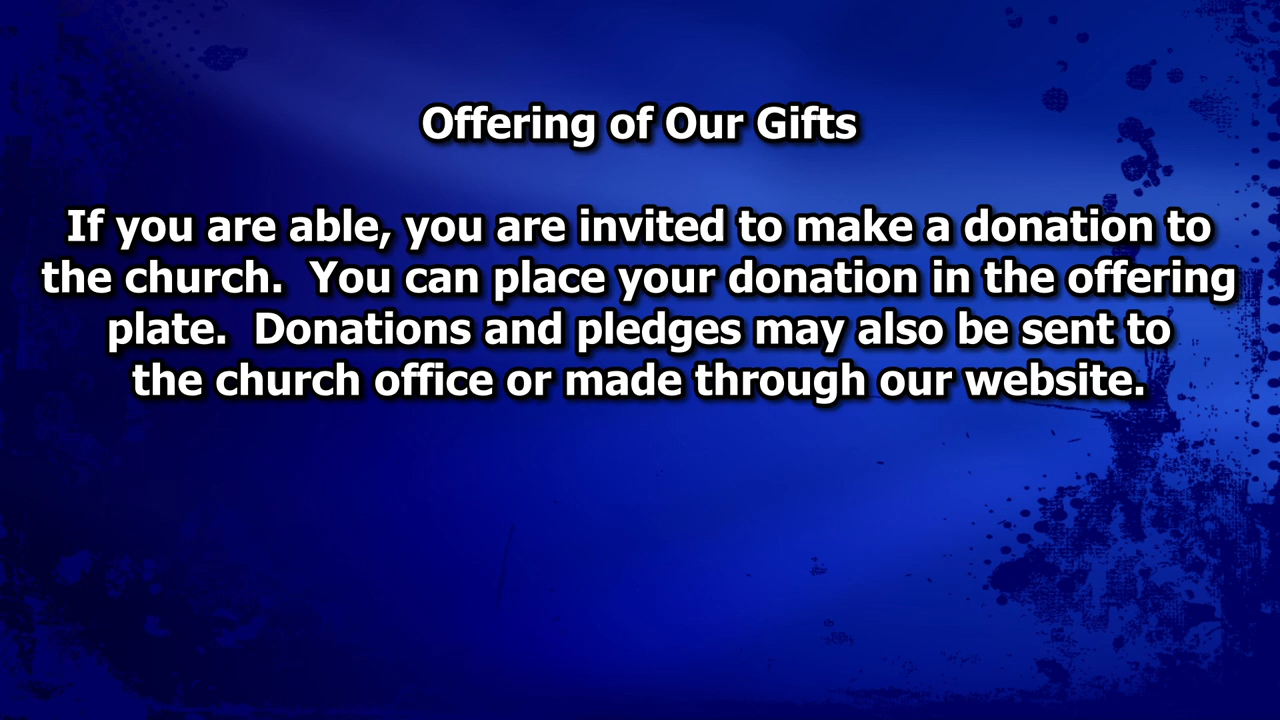 Offering of Our Gifts
If you are able, you are invited to make a donation to
the church.  You can place your donation in the offering
plate.  Donations and pledges may also be sent to
the church office or made through our website.